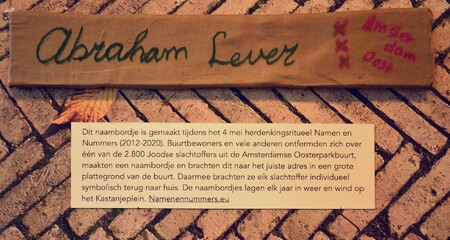 Abraham Lever
Amster
dam
Oost
Dit naambordje is gemaakt tijdens het 4 mei herdenkingsritueel Namen en
Nummers (2012-2020). Buurtbewoners en vele anderen ontfermden zich over
één van de 2.800 Joodse slachtoffers uit de Amsterdamse Oosterparkbuurt,
maakten een naambordje en brachten dit naar het juiste adres in een grote
plattegrond van de buurt. Daarmee brachten ze elk slachtoffer individueel
symbolisch terug naar huis. De naambordjes lagen elk jaar in weer en wind op
het Kastanjeplein. Namenennummers.eu